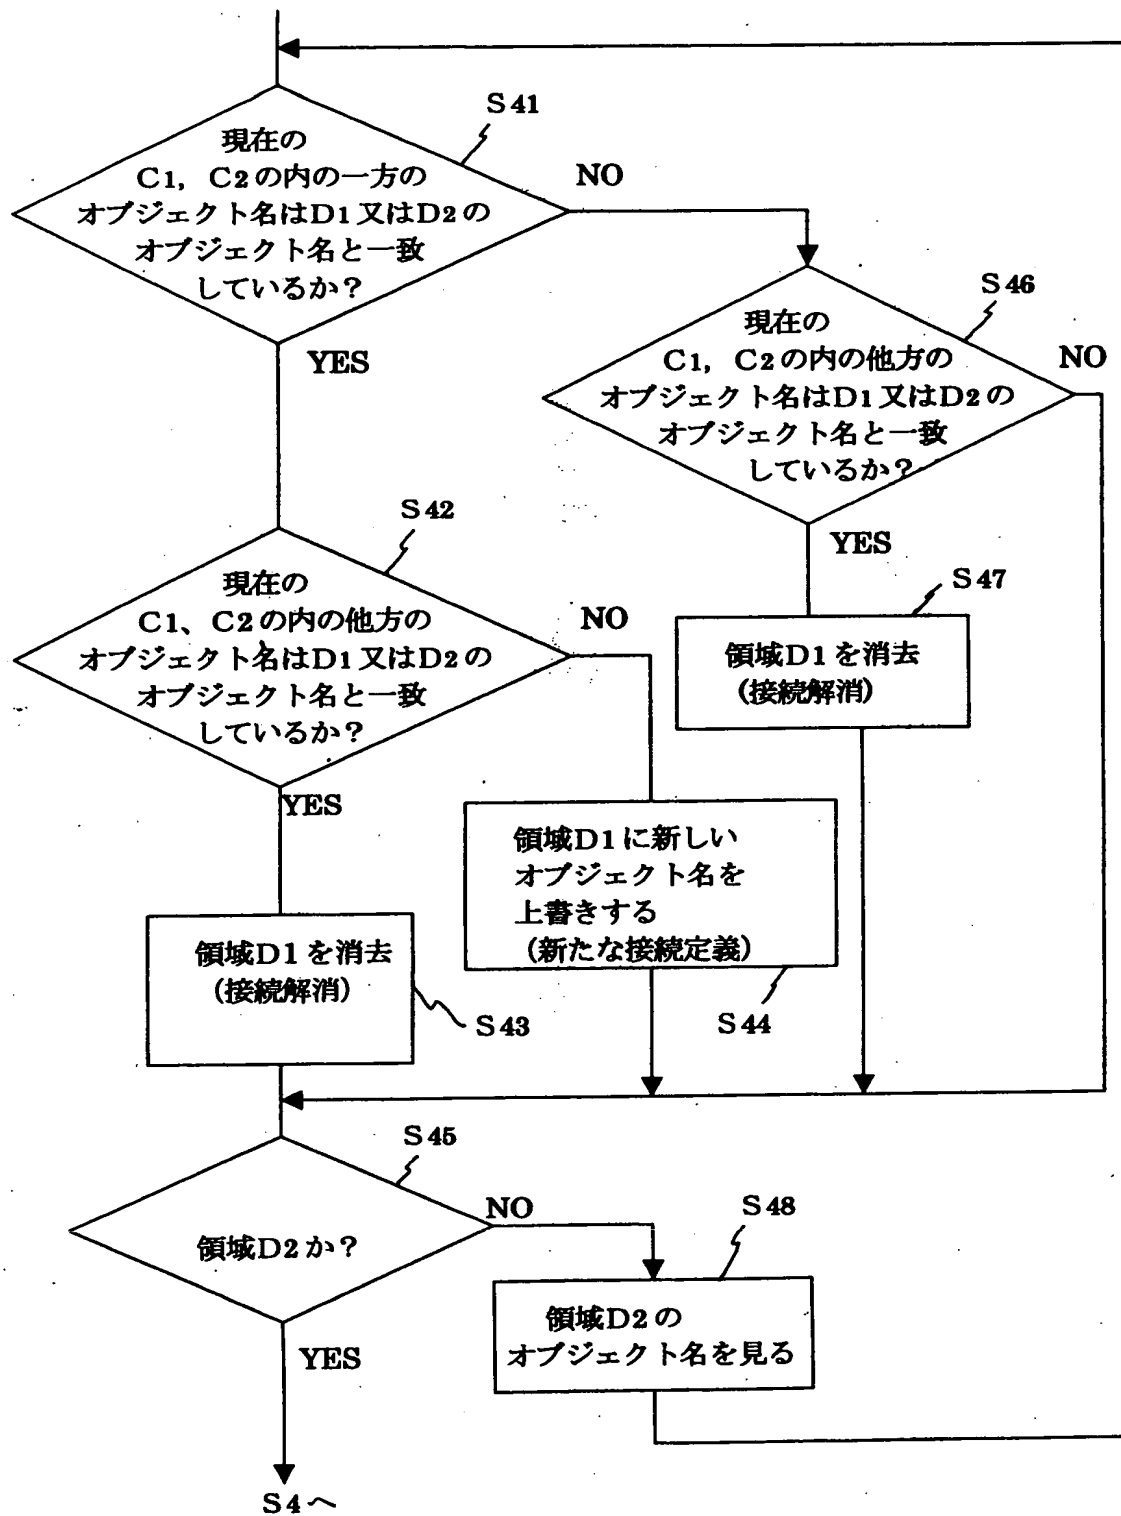 S41
現在の
C1，C2の内の一方の
オブジェクト名はD1又はD2の
オブジェクト名と一致
しているか？
NO
YES
S46
現在の
C1，C2の内の他方の
オブジェクト名はD1又はD2の
オブジェクト名と一致
しているか？
NO
YES
S42
現在の
C1、C2の内の他方の
オブジェクト名はD1又はD2の
オブジェクト名と一致
しているか？
NO
YES
S47
領域D1を消去
（接続解消）
領域D1に新しい
オブジェクト名を
上書きする
（新たな接続定義）
S44
領域D1を消去
（接続解消）
S43
S45
領域D2か？
NO
YES
S48
領域D2の
オブジェクト名を見る
S4へ